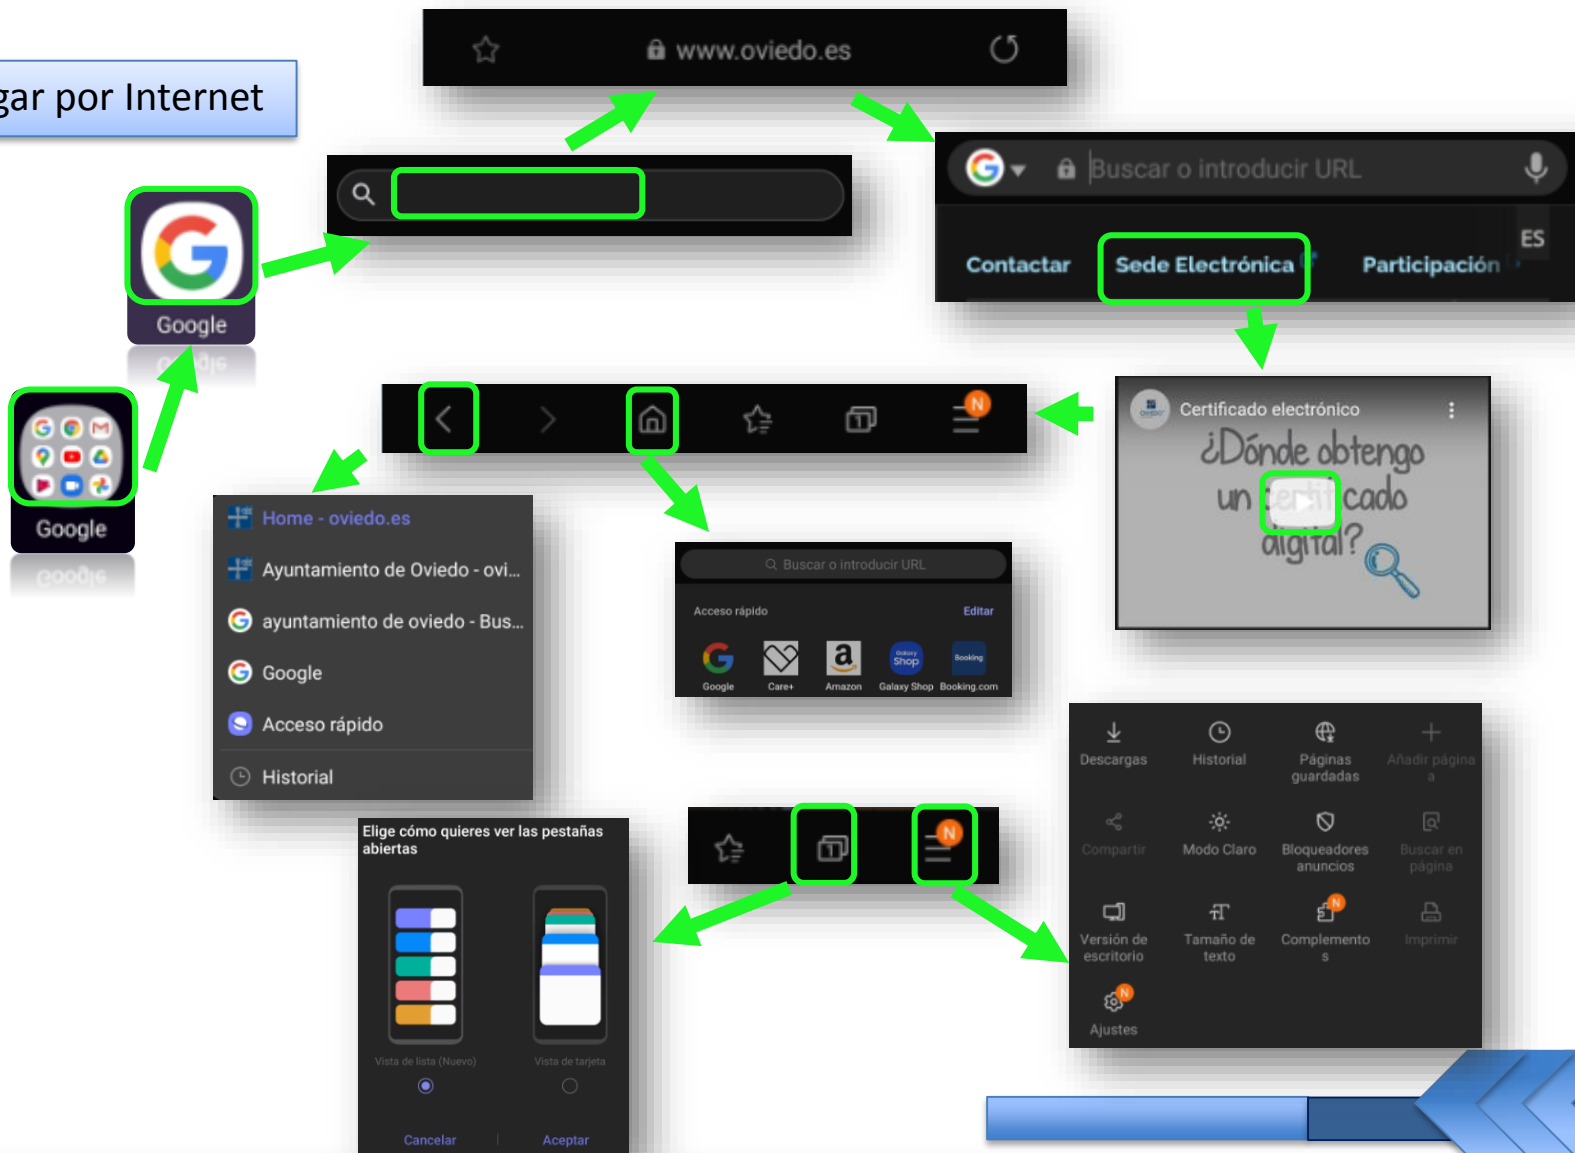 gar por Internet
www.oviedo.es
Buscar o introducir URL
ES
Contactar
Sede Electrónica
Participación
Google
Google
N
1
Certificado electrónico
¿Dónde obtengo
un certificado
digital?
Home - oviedo.es
Ayuntamiento de Oviedo - ovi...
ayuntamiento de oviedo - Bus...
Google
Acceso rápido
Historial
Buscar o introducir URL
Acceso rápido
Editar
Google
Care+
Amazon
Galaxy Shop
Booking.com
Descargas
Historial
Páginas
guardadas
Añadir página
a
Compartir
Modo Claro
Bloqueadores
anuncios
Buscar en
página
Versión de
escritorio
Tamaño de
texto
Complemento
s
Imprimir
Ajustes
1
N
Elige cómo quieres ver las pestañas
abiertas
Vista de lista (Nuevo)
Vista de tarjeta
Cancelar
Aceptar